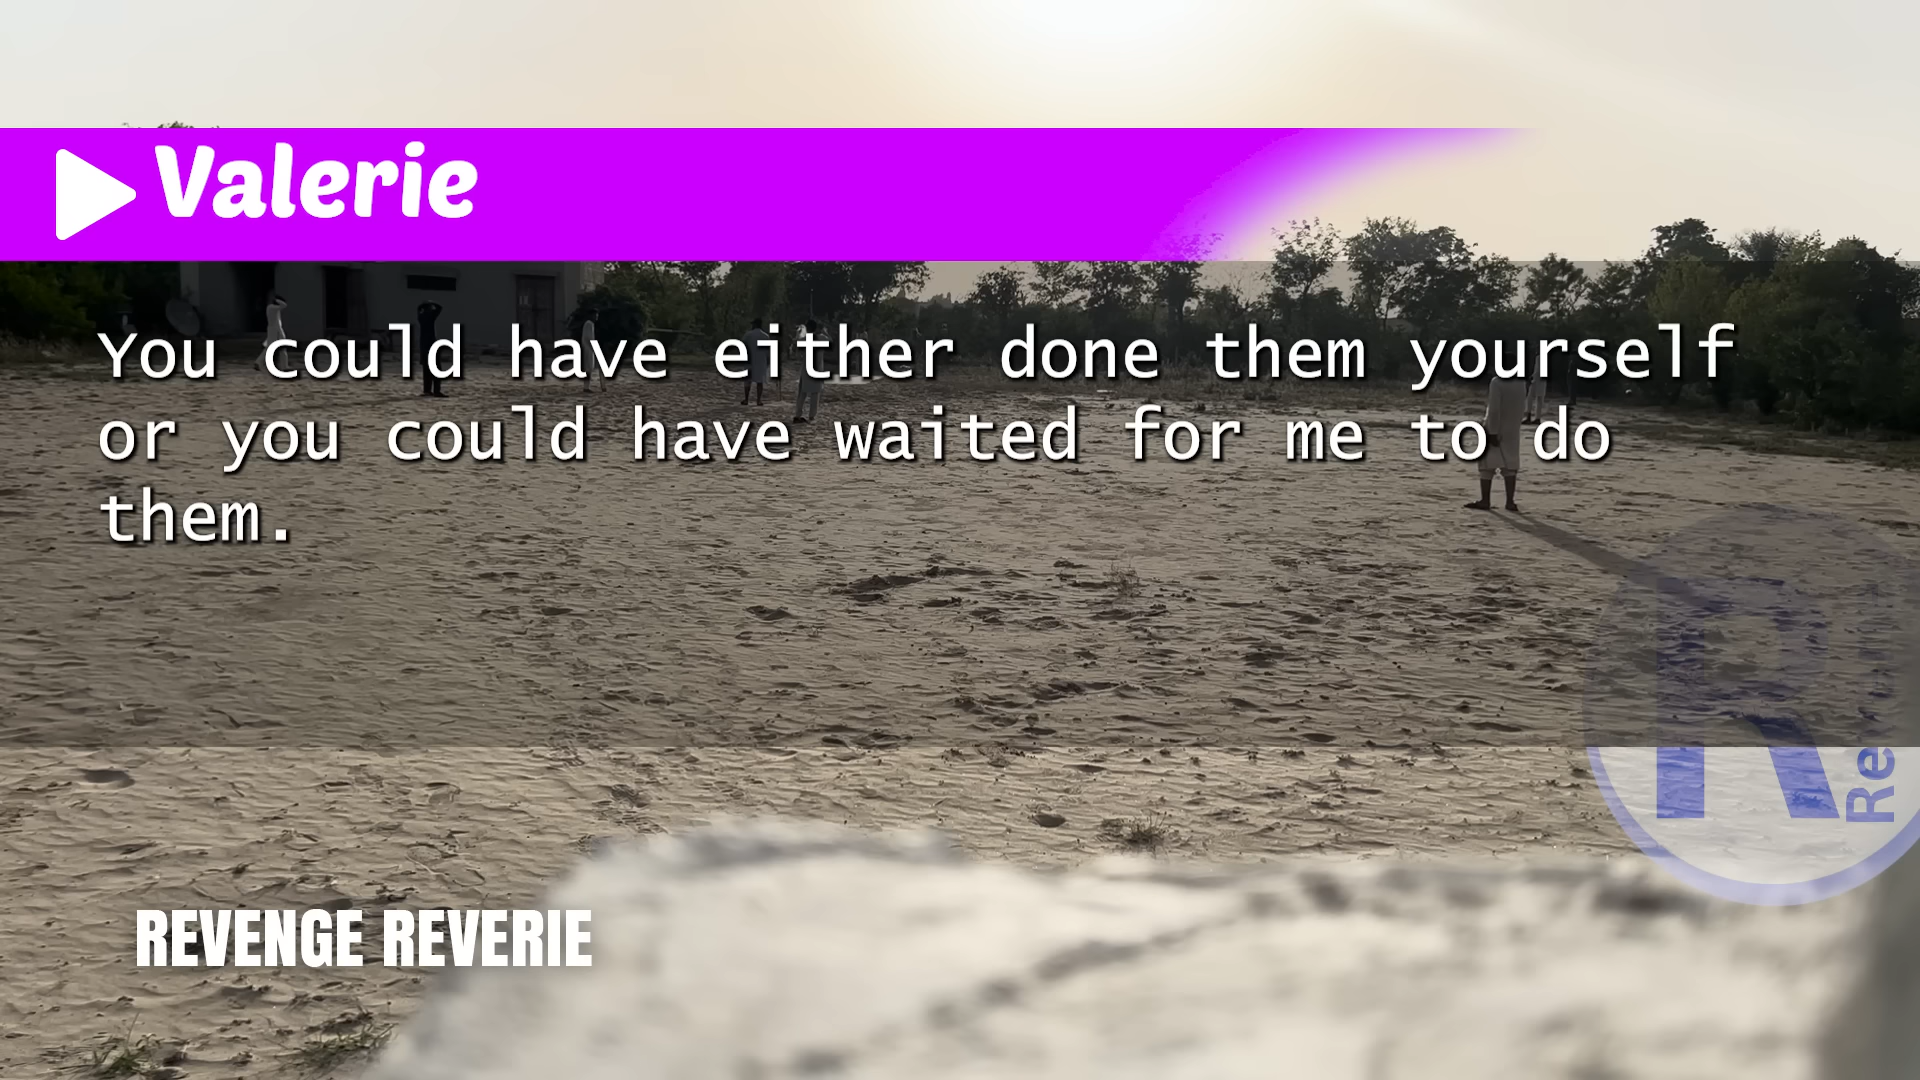 Valerie
You could have either done them yourself
or you could have waited for me to do
them.
REVENGE REVERIE
R